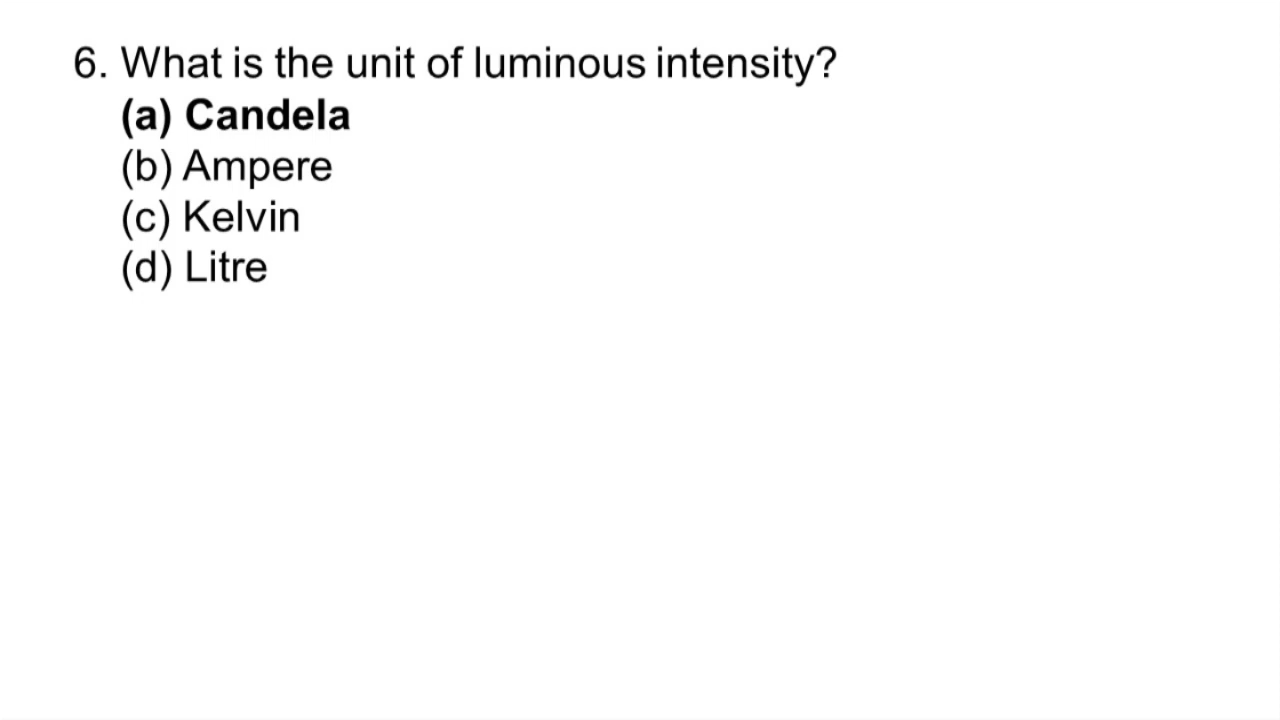 6. What is the unit of luminous intensity?
(a) Candela
(b) Ampere
(c) Kelvin
(d) Litre